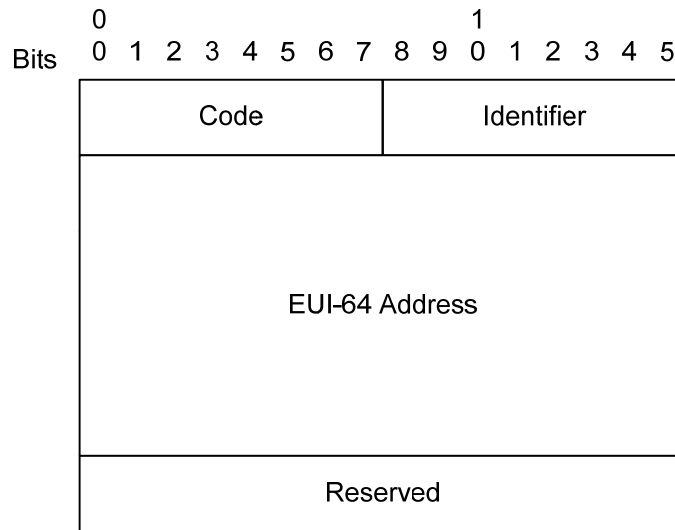 0 1
Bits 0 1 2 3 4 5 6 7 8 9 0 1 2 3 4 5
Code Identifier
EUI-64 Address
Reserved